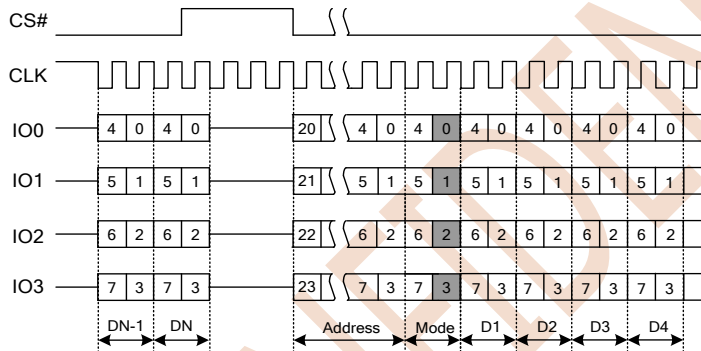 CS#
CLK
IO0 4 0 4 0 20 4 0 4 0 4 0 4 0 4 0 4 0
IO1 5 1 5 1 21 5 1 5 1 5 1 5 1 5 1 5 1
IO2 6 2 6 2 22 6 2 6 2 6 2 6 2 6 2 6 2
IO3 7 3 7 3 23 7 3 7 3 7 3 7 3 7 3 7 3
DN-1 DN Address Mode D1 D2 D3 D4